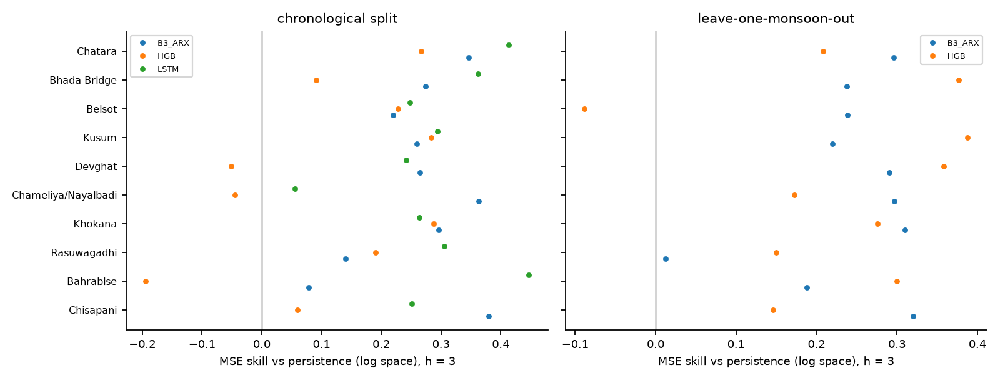 chronological split
B3_ARX
HGB
LSTM
Chatara
Bhada Bridge
Belsot
Kusum
Devghat
Chameliya/Nayalbadi
Khokana
Rasuwagadhi
Bahrabise
Chisapani
−0.2 −0.1 0.0 0.1 0.2 0.3 0.4
MSE skill vs persistence (log space), h = 3
leave-one-monsoon-out
B3_ARX
HGB
−0.1 0.0 0.1 0.2 0.3 0.4
MSE skill vs persistence (log space), h = 3